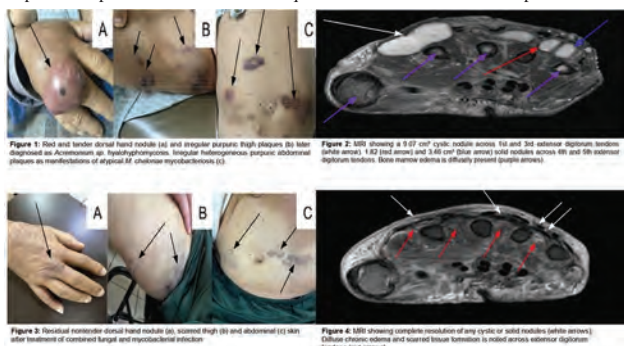 A
B
C
Figure 1: Red and tender dorsal hand nodule (a) and irregular purpuric thigh plaques (b) later
diagnosed as Acremonium sp. hyalohyphomycosis. Irregular heterogeneous purpuric abdominal
plaques as manifestations of atypical M. chelonae mycobacteriosis (c).
Figure 2: MRI showing a 9.07 cm³ cystic nodule across 1st and 3rd extensor digitorum tendons
(white arrow). 1.82 (red arrow) and 3.46 cm³ (blue arrow) solid nodules across 4th and 5th extensor
digitorum tendons. Bone marrow edema is diffusely present (purple arrows).
A
B
C
Figure 3: Residual nontender dorsal hand nodule (a), scarred thigh (b) and abdominal (c) skin
after treatment of combined fungal and mycobacterial infection
Figure 4: MRI showing complete resolution of any cystic or solid nodules (white arrows).
Diffuse chronic edema and scarred tissue formation is noted across extensor digitorum